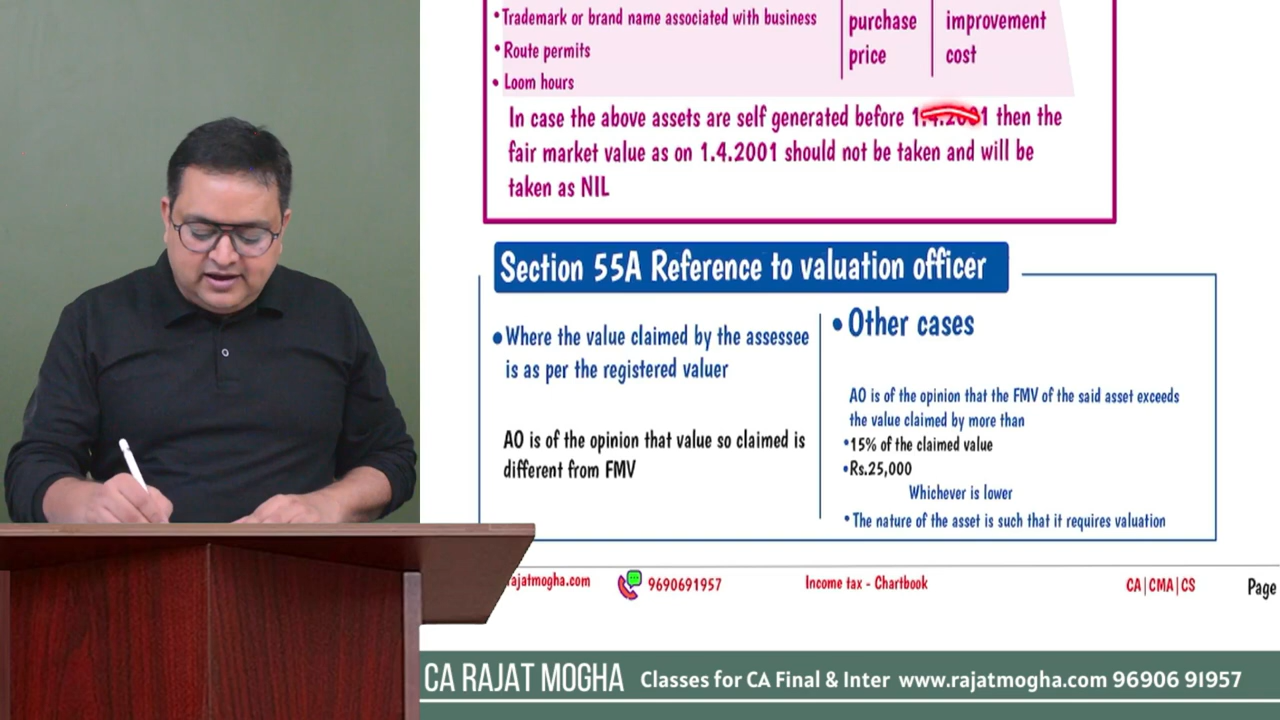 •Trademark or brand name associated with business
•Route permits
• Loom hours
purchase
price
improvement
cost
In case the above assets are self generated before 1.4.2001 then the
fair market value as on 1.4.2001 should not be taken and will be
taken as NIL
Section 55A Reference to valuation officer
•Where the value claimed by the assessee
is as per the registered valuer
AO is of the opinion that value so claimed is
different from FMV
• Other cases
AO is of the opinion that the FMV of the said asset exceeds
the value claimed by more than
•15% of the claimed value
•Rs.25,000
Whichever is lower
• The nature of the asset is such that it requires valuation
rajatmogha.com
9690691957
Income tax - Chartbook
CA|CMA|CS
Page
CA RAJAT MOGHA Classes for CA Final & Inter www.rajatmogha.com 96906 91957